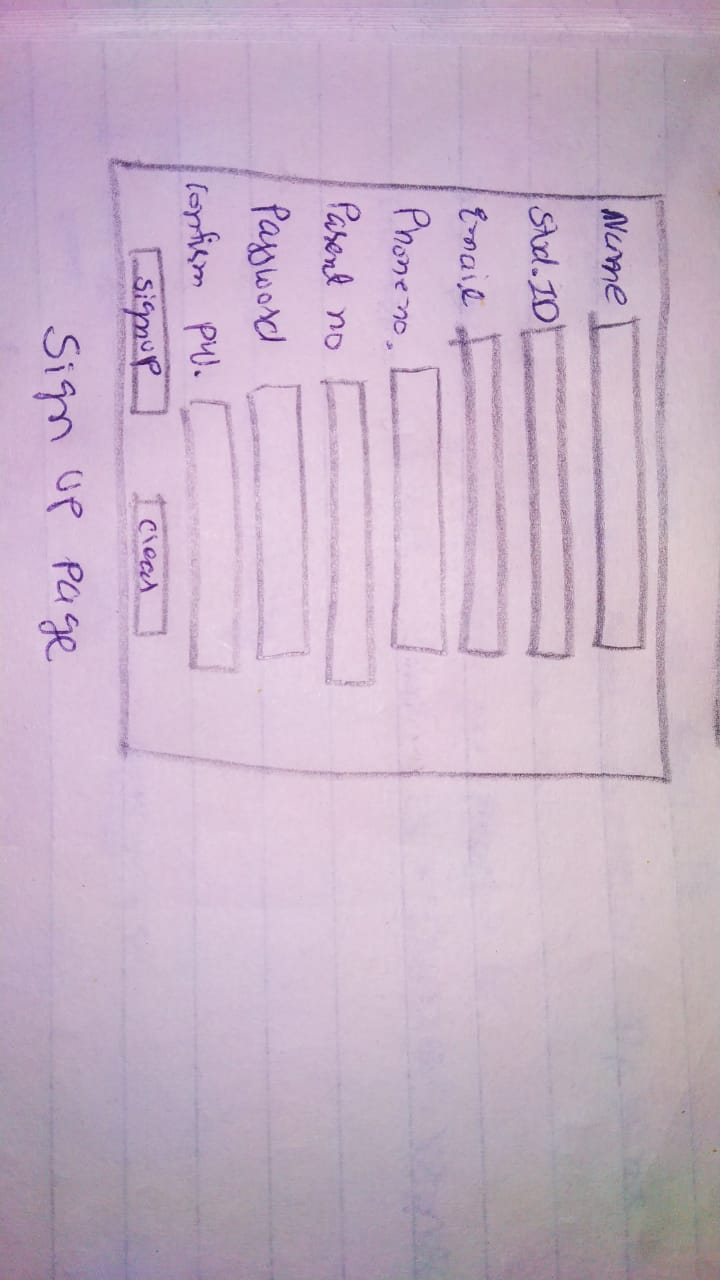 Name
Std. ID
Email
Phone no.
Parent no
Password
Confirm pw.
Signup
Clear
Sign up page